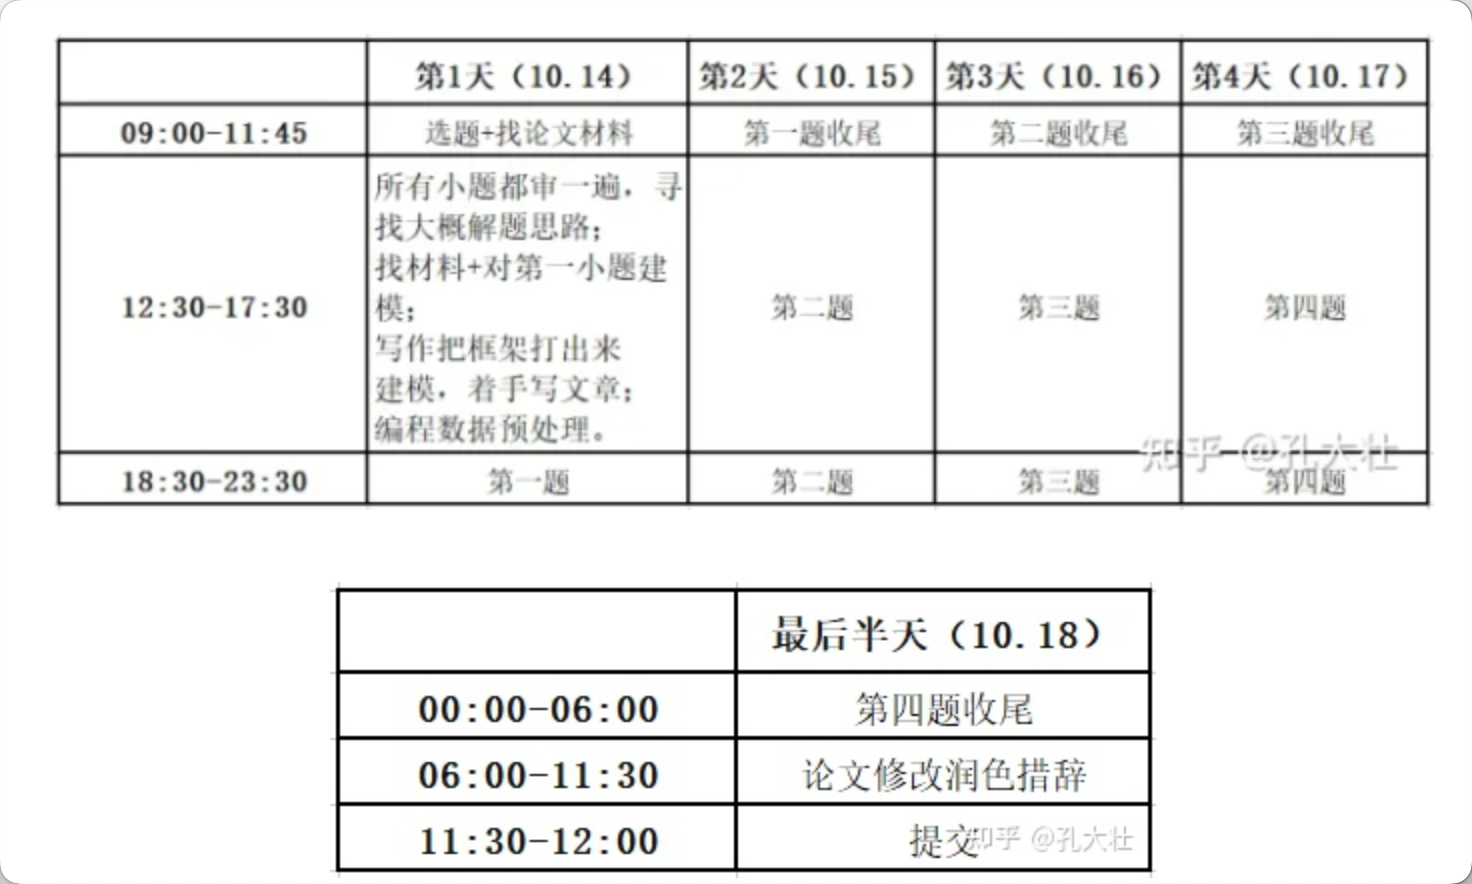 第1天（10.14） 第2天（10.15） 第3天（10.16） 第4天（10.17）
09:00-11:45 选题+找论文材料 第一题收尾 第二题收尾 第三题收尾
12:30-17:30
所有小题都审一遍，寻
找大概解题思路；
找材料+对第一小题建
模；
写作把框架打出来
建模，着手写文章；
编程数据预处理。
第二题 第三题 第四题
知乎 @孔大壮
18:30-23:30 第一题 第二题 第三题 第四题
最后半天（10.18）
00:00-06:00 第四题收尾
06:00-11:30 论文修改润色措辞
11:30-12:00 提交
知乎 @孔大壮